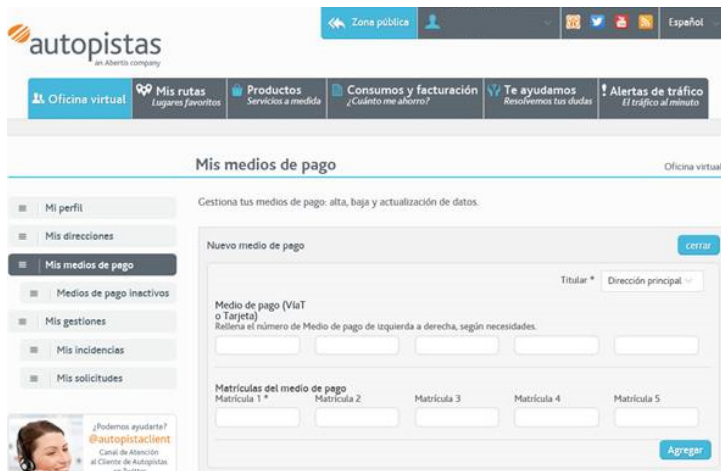 Zona pública
Español
autopistas
an Abertis company
Oficina virtual
Mis rutas
Lugares favoritos
Productos
Servicios a medida
Consumos y facturación
¿Cuánto me ahorro?
Te ayudamos
Resolvemos tus dudas
Alertas de tráfico
El tráfico al minuto
Mis medios de pago
Oficina virtual
Mi perfil
Mis direcciones
Mis medios de pago
Medios de pago inactivos
Mis gestiones
Mis incidencias
Mis solicitudes
¿Podemos ayudarte?
@autopistaclient
Canal de Atención
al Cliente de Autopistas
en Twitter
Gestiona tus medios de pago: alta, baja y actualización de datos.
Nuevo medio de pago
cerrar
Titular * Dirección principal
Medio de pago (VíaT
o Tarjeta)
Rellena el número de Medio de pago de izquierda a derecha, según necesidades.
Matrículas del medio de pago
Matrícula 1 * Matrícula 2 Matrícula 3 Matrícula 4 Matrícula 5
Agregar